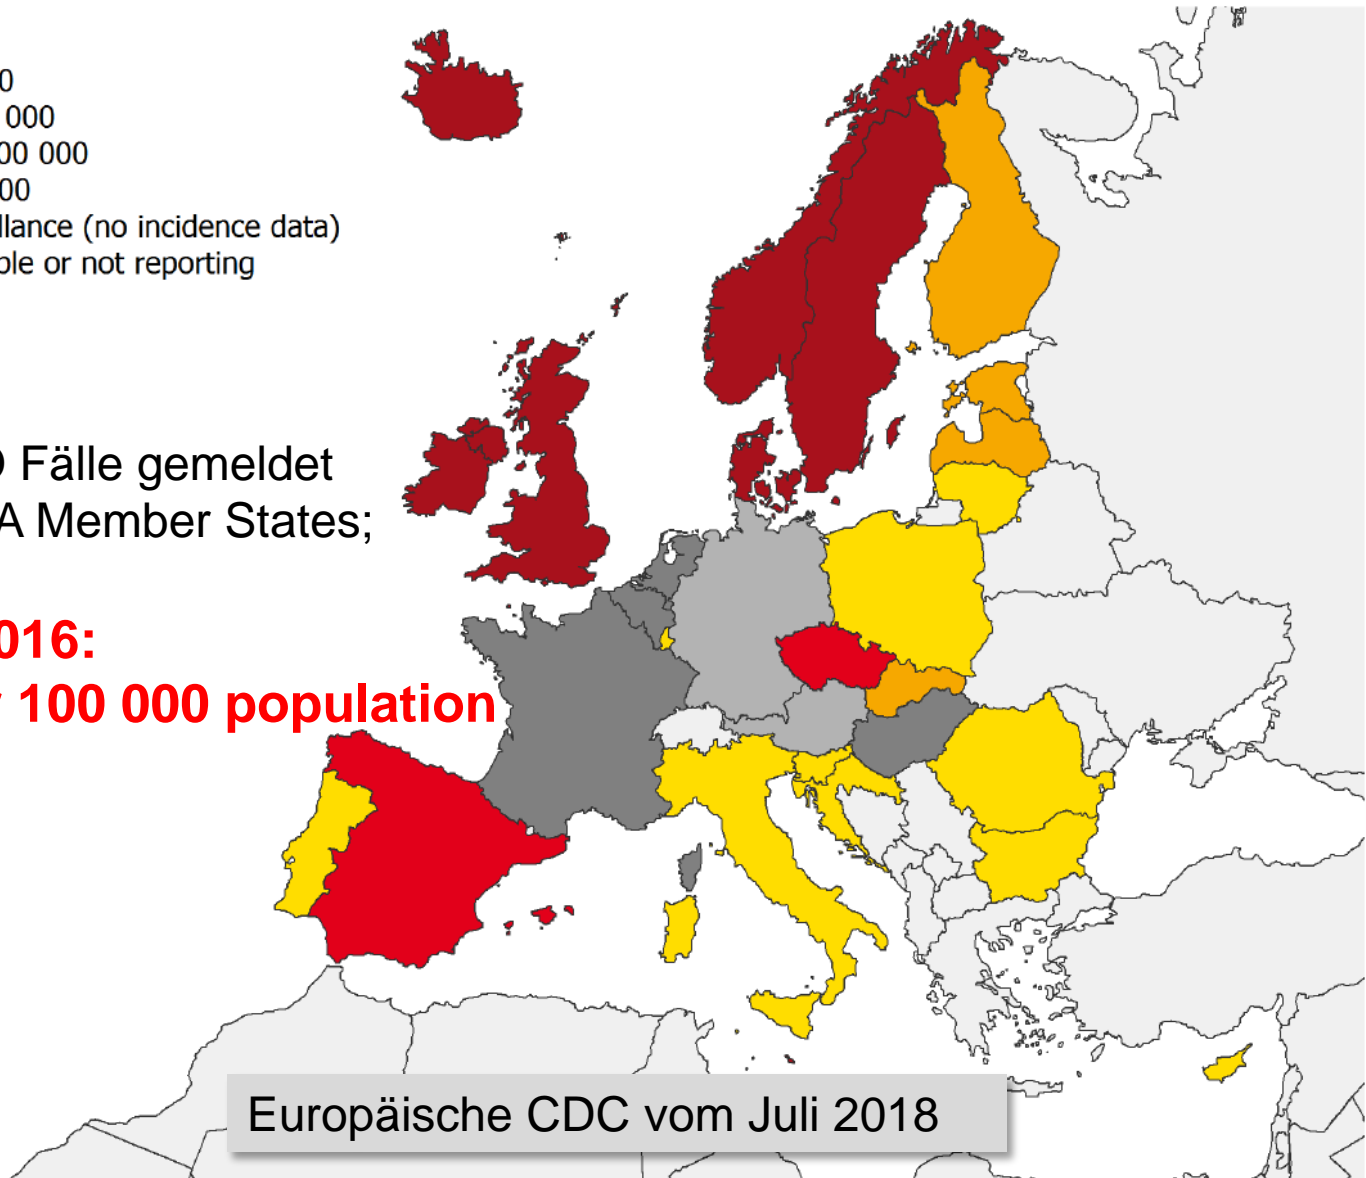 0
000
00 000
00
llance (no incidence data)
ble or not reporting
Fälle gemeldet
A Member States;
016:
100 000 population
Europäische CDC vom Juli 2018